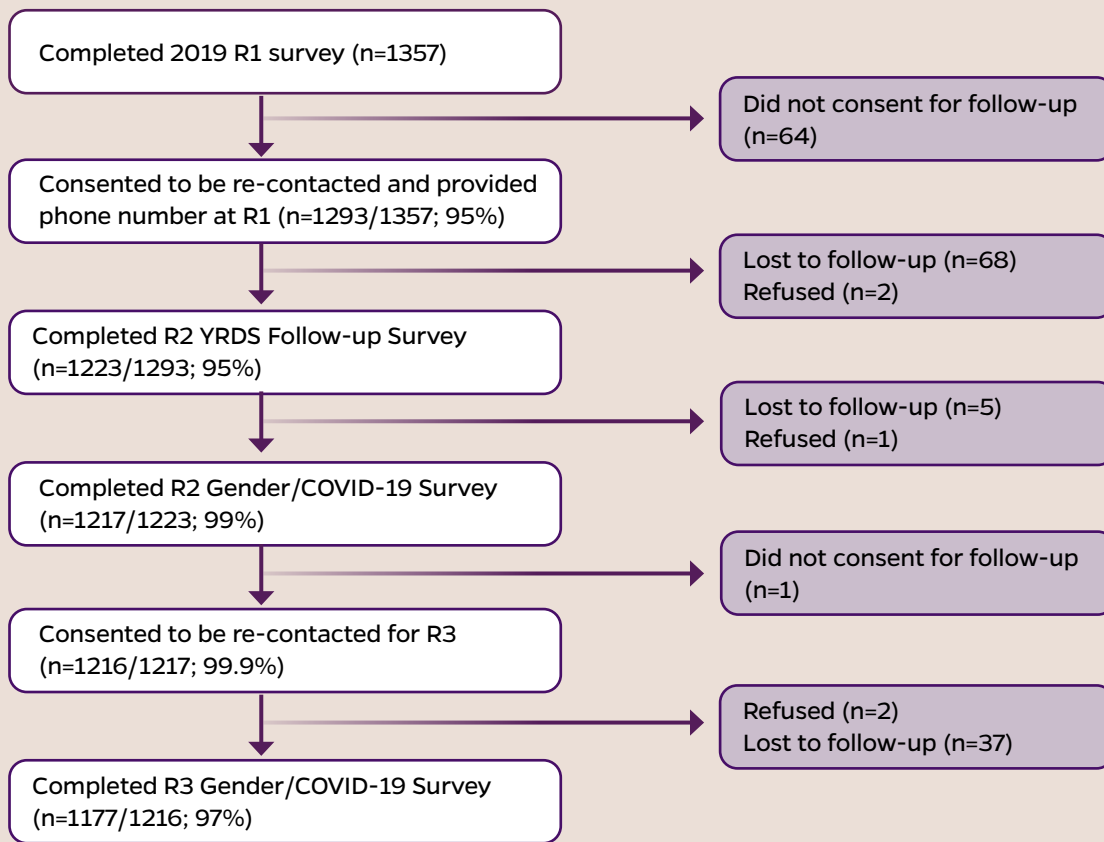 Completed 2019 R1 survey (n=1357)
Did not consent for follow-up
(n=64)
Consented to be re-contacted and provided
phone number at R1 (n=1293/1357; 95%)
Lost to follow-up (n=68)
Refused (n=2)
Completed R2 YRDS Follow-up Survey
(n=1223/1293; 95%)
Lost to follow-up (n=5)
Refused (n=1)
Completed R2 Gender/COVID-19 Survey
(n=1217/1223; 99%)
Did not consent for follow-up
(n=1)
Consented to be re-contacted for R3
(n=1216/1217; 99.9%)
Refused (n=2)
Lost to follow-up (n=37)
Completed R3 Gender/COVID-19 Survey
(n=1177/1216; 97%)